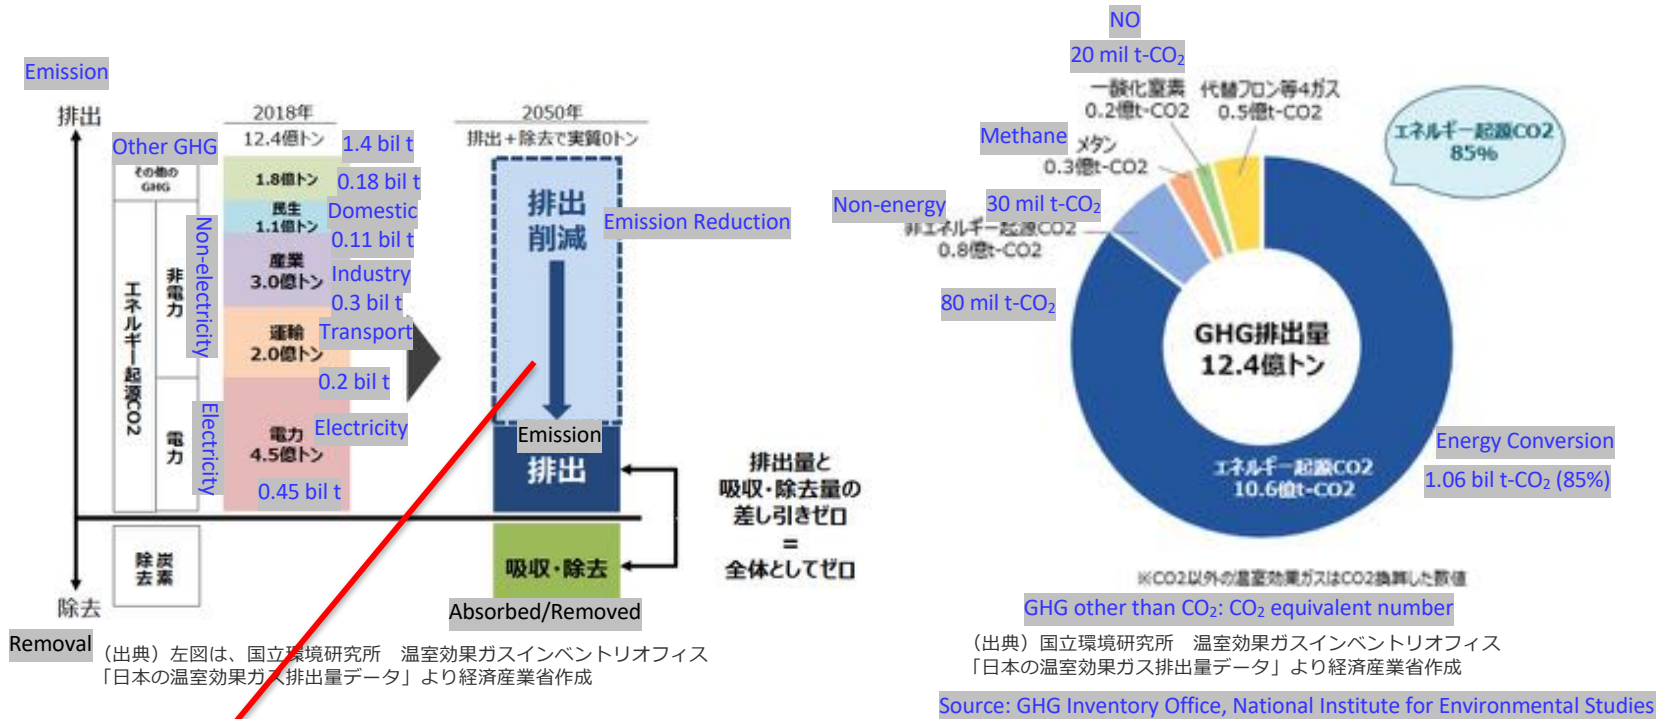 Emission
排出
2018年
12.4億トン
1.4 bil t
Other GHG
その他の
GHG
1.8億トン
0.18 bil t
民生
1.1億トン
Domestic
0.11 bil t
産業
3.0億トン
Industry
0.3 bil t
運輸
2.0億トン
Transport
0.2 bil t
電力
4.5億トン
Electricity
0.45 bil t
エネルギー起源CO2
非電力
Non-electricity
電力
Electricity
炭素
除去
除去
Removal
2050年
排出+除去で実質0トン
排出
削減
Emission Reduction
Emission
排出
吸収・除去
Absorbed/Removed
排出量と
吸収・除去量の
差し引きゼロ
=
全体としてゼロ
(出典)左図は、国立環境研究所 温室効果ガスインベントリオフィス
「日本の温室効果ガス排出量データ」より経済産業省作成
NO
20 mil t-CO₂
一酸化窒素
0.2億t-CO2
代替フロン等4ガス
0.5億t-CO2
Methane
メタン
0.3億t-CO2
30 mil t-CO₂
Non-energy
非エネルギー起源CO2
0.8億t-CO2
80 mil t-CO₂
エネルギー起源CO2
85%
GHG排出量
12.4億トン
エネルギー起源CO2
10.6億t-CO2
Energy Conversion
1.06 bil t-CO₂ (85%)
※CO2以外の温室効果ガスはCO2換算した数値
GHG other than CO₂: CO₂ equivalent number
(出典)国立環境研究所 温室効果ガスインベントリオフィス
「日本の温室効果ガス排出量データ」より経済産業省作成
Source: GHG Inventory Office, National Institute for Environmental Studies